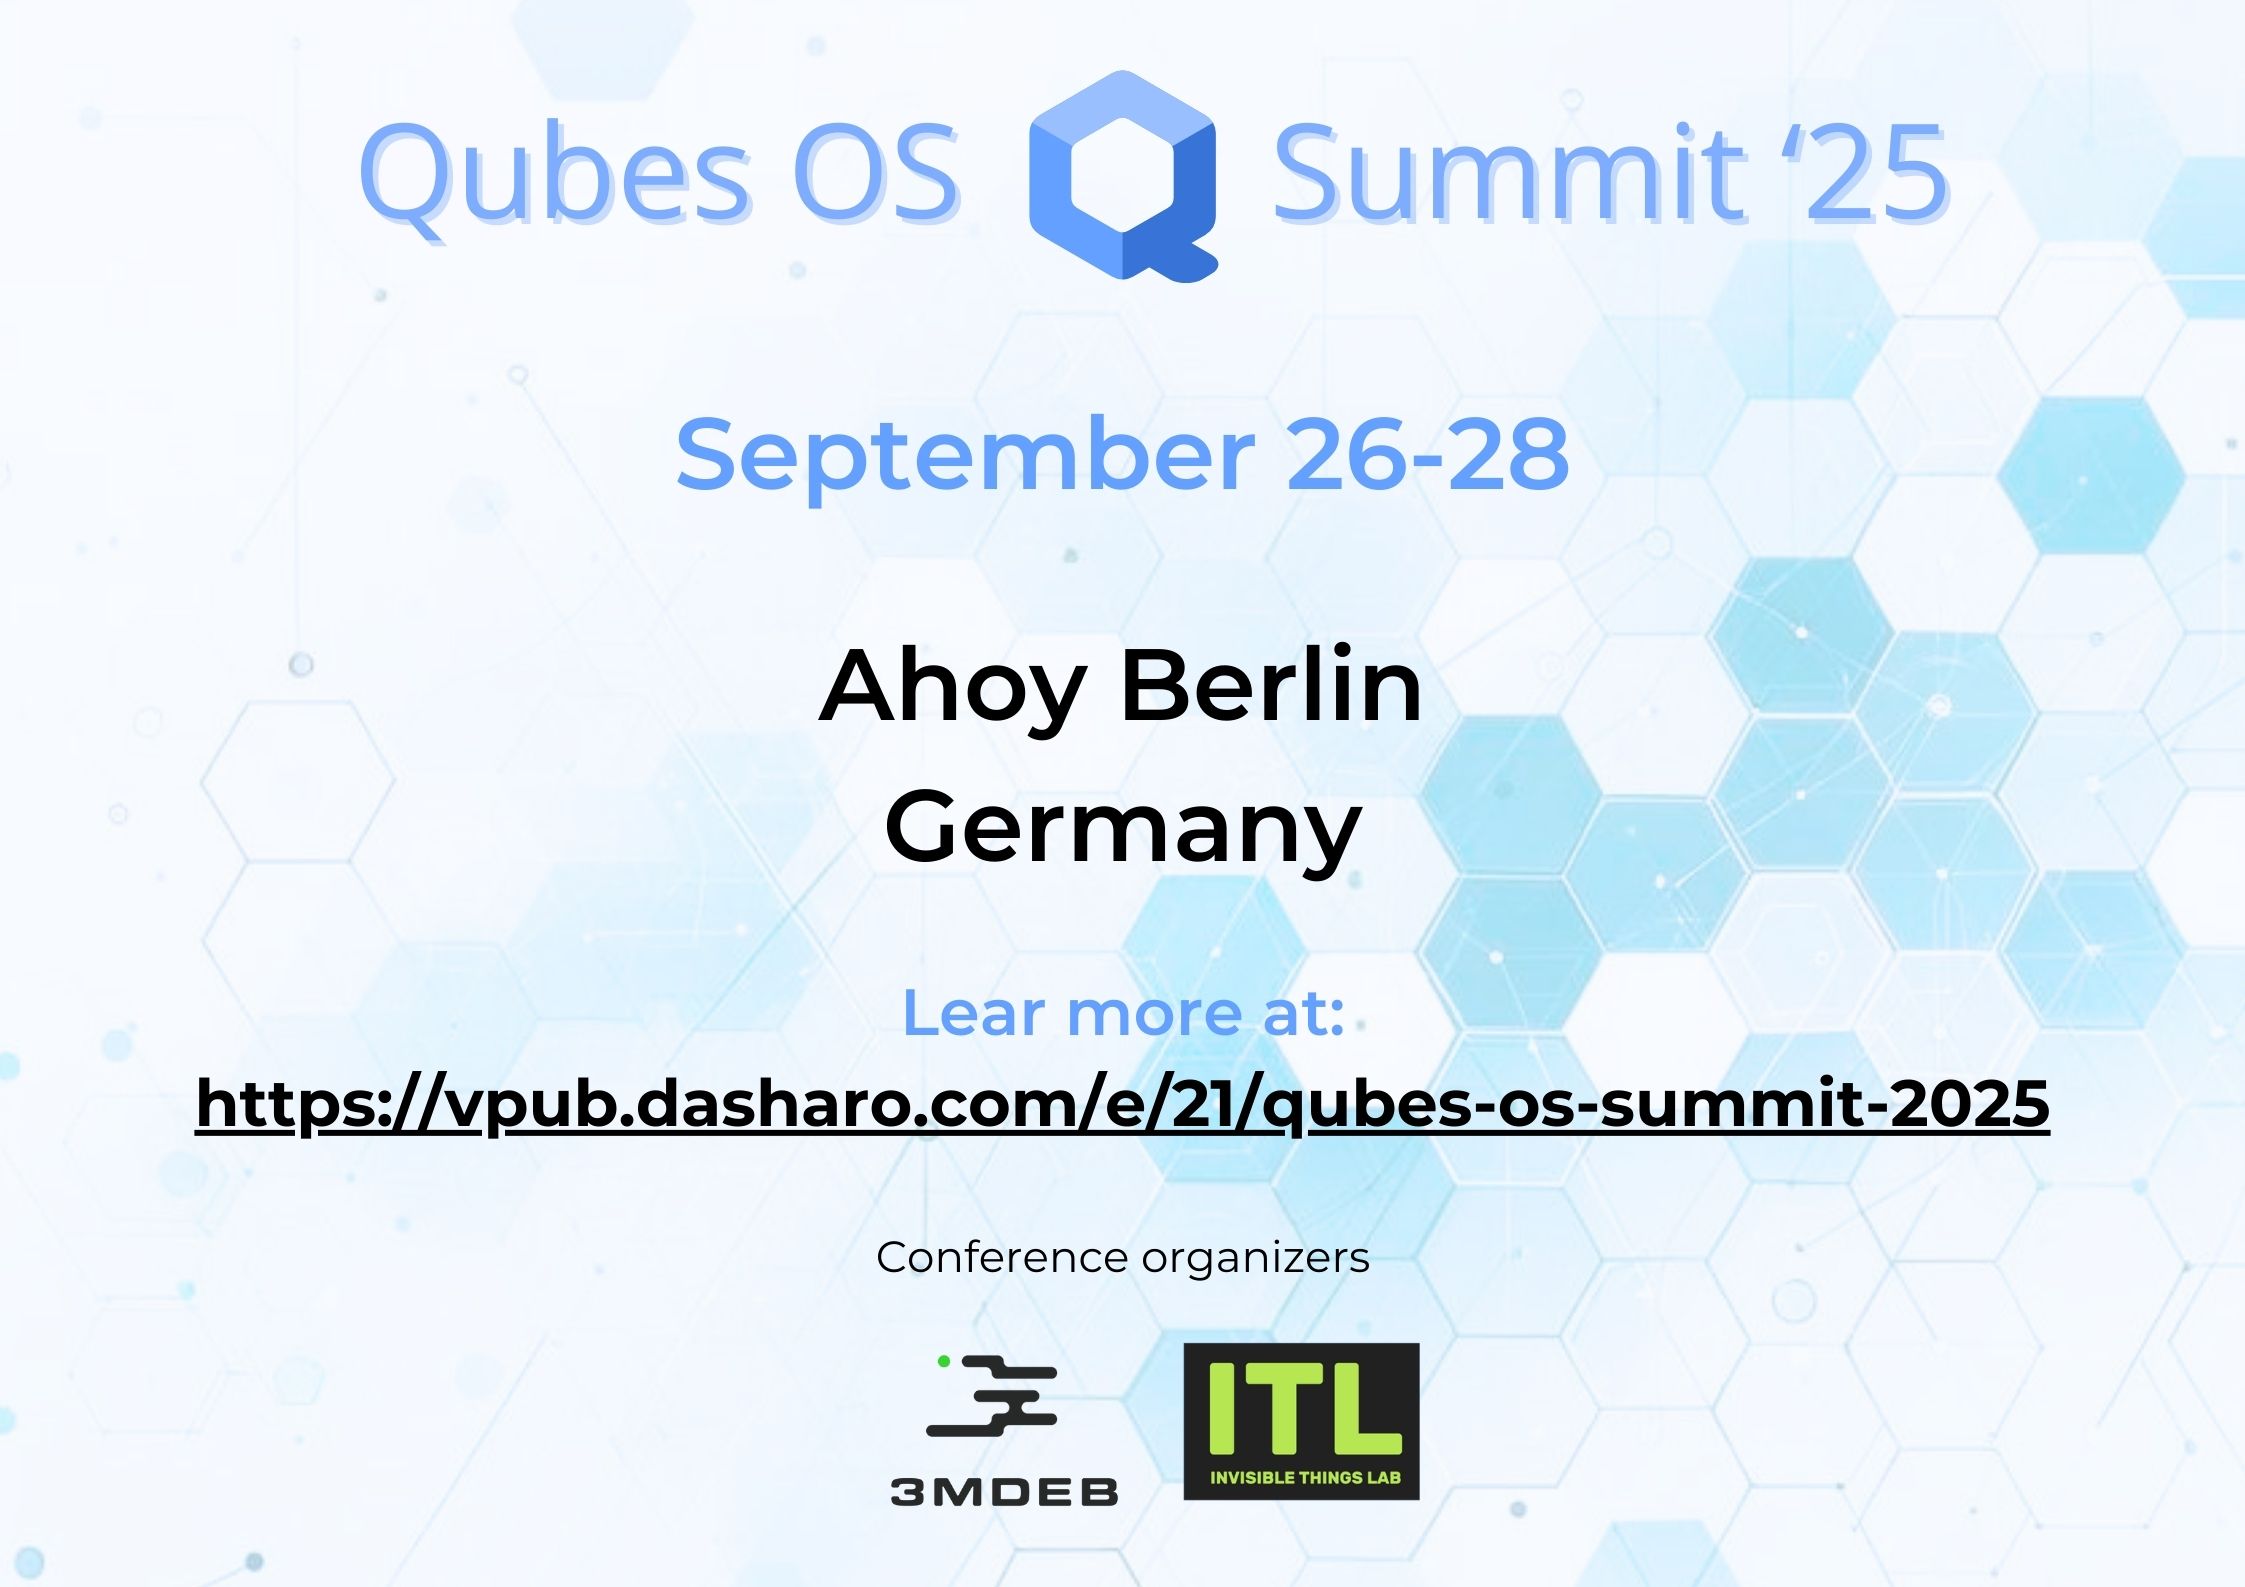 Qubes OS Summit ‘25
September 26-28
Ahoy Berlin
Germany
Lear more at:
https://vpub.dasharo.com/e/21/qubes-os-summit-2025
Conference organizers
3MDEB
ITL
INVISIBLE THINGS LAB